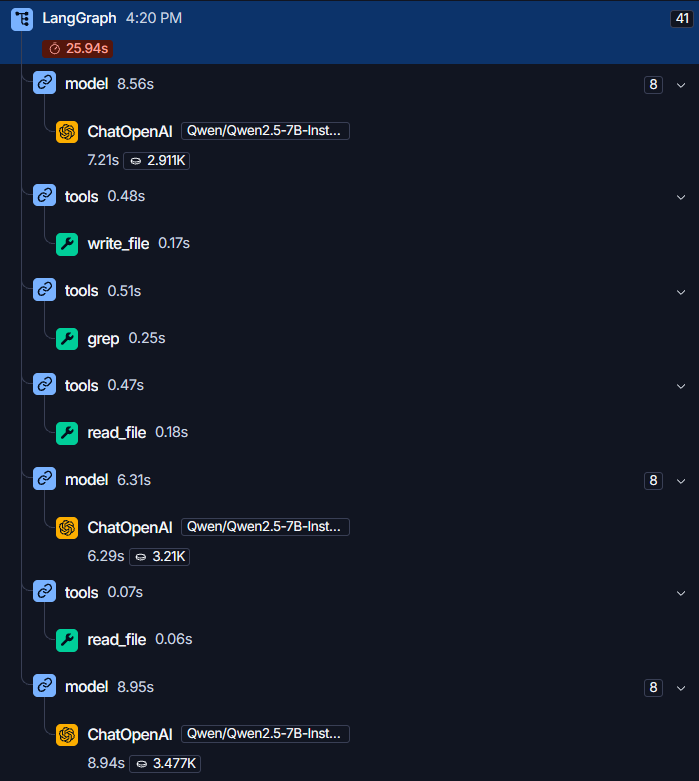 LangGraph 4:20 PM 41
25.94s
model 8.56s 8
ChatOpenAI Qwen/Qwen2.5-7B-Inst...
7.21s 2.911K
tools 0.48s
write_file 0.17s
tools 0.51s
grep 0.25s
tools 0.47s
read_file 0.18s
model 6.31s 8
ChatOpenAI Qwen/Qwen2.5-7B-Inst...
6.29s 3.21K
tools 0.07s
read_file 0.06s
model 8.95s 8
ChatOpenAI Qwen/Qwen2.5-7B-Inst...
8.94s 3.477K